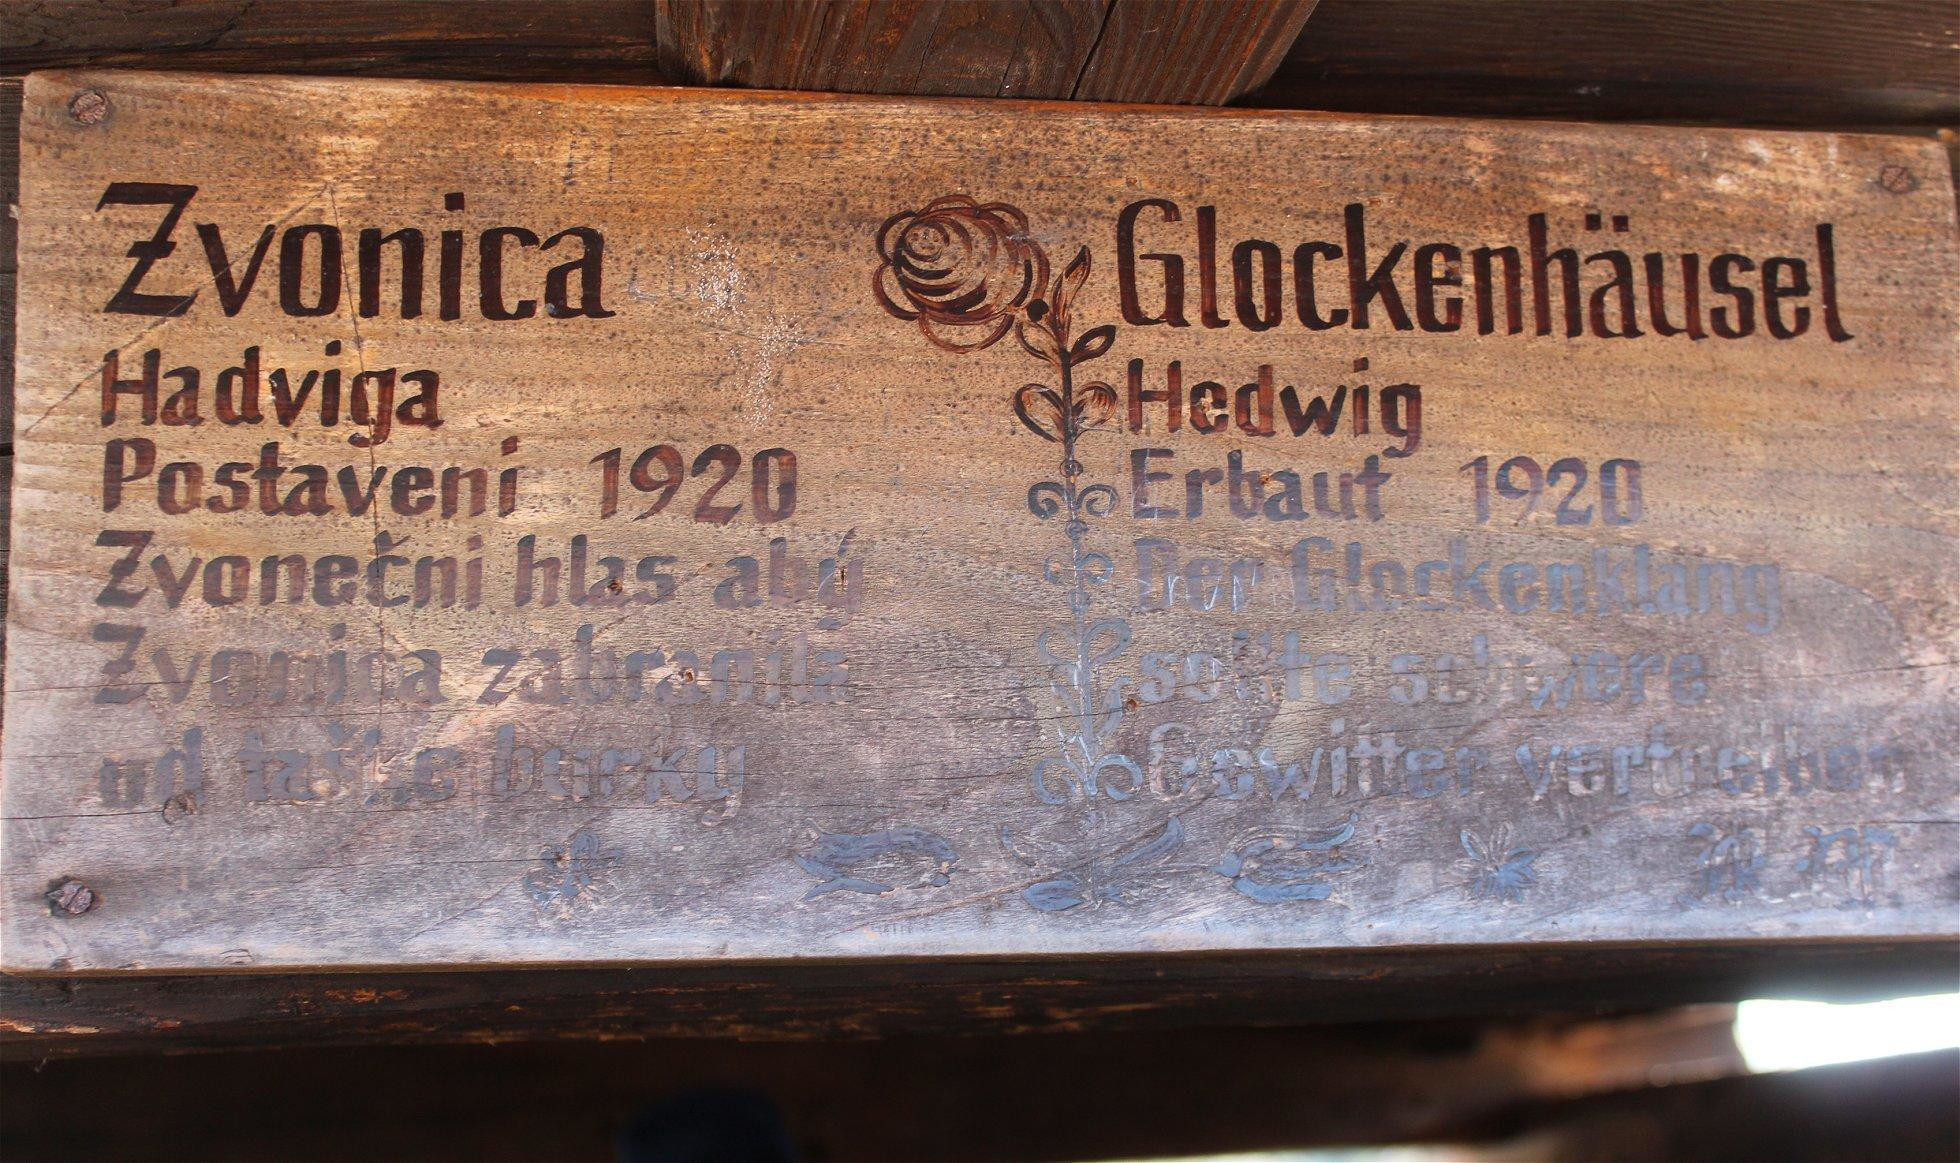 Zvonica
Hadviga
Postaveni 1920
Zvonečni hlas abý
Zvonica zabranila
od burky
Glockenhäusel
Hedwig
Erbaut 1920
Der Glockenklang
sollte schwere
Gewitter vertreiben